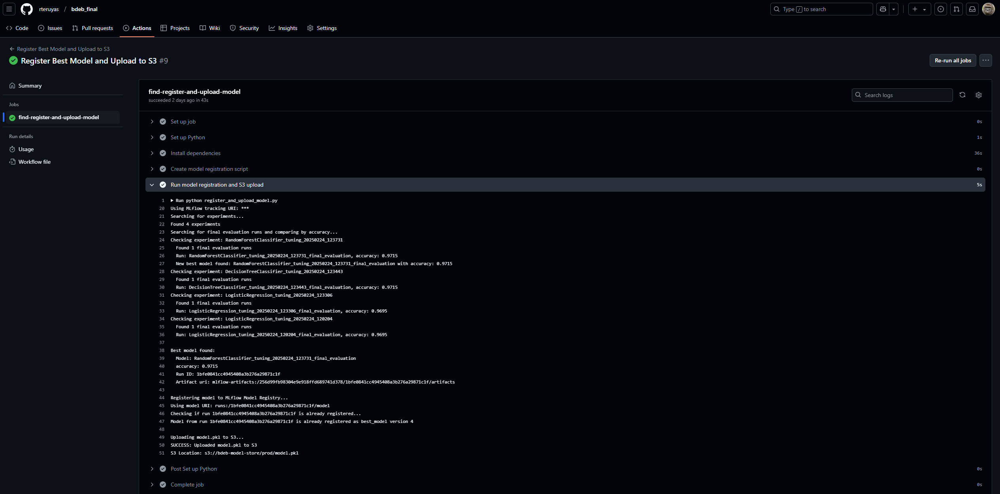 rteruyas / bdeb_final
Type / to search
Code
Issues
Pull requests
Actions
Projects
Wiki
Security
Insights
Settings
Register Best Model and Upload to S3
Register Best Model and Upload to S3 #9
Re-run all jobs
Summary
Jobs
find-register-and-upload-model
Run details
Usage
Workflow file
find-register-and-upload-model
succeeded 2 days ago in 43s
Search logs
Set up job 0s
Set up Python 1s
Install dependencies 36s
Create model registration script 0s
Run model registration and S3 upload 5s
1 Run python register_and_upload_model.py
20 Using MLflow tracking URI: ***
21 Searching for experiments...
22 Found 4 experiments
23 Searching for final evaluation runs and comparing by accuracy...
24 Checking experiment: RandomForestClassifier_tuning_20250224_123731
25 Found 1 final evaluation runs
26 Run: RandomForestClassifier_tuning_20250224_123731_final_evaluation, accuracy: 0.9715
27 New best model found: RandomForestClassifier_tuning_20250224_123731_final_evaluation with accuracy: 0.9715
28 Checking experiment: DecisionTreeClassifier_tuning_20250224_123443
29 Found 1 final evaluation runs
30 Run: DecisionTreeClassifier_tuning_20250224_123443_final_evaluation, accuracy: 0.9715
31 Checking experiment: LogisticRegression_tuning_20250224_123306
32 Found 1 final evaluation runs
33 Run: LogisticRegression_tuning_20250224_123306_final_evaluation, accuracy: 0.9695
34 Checking experiment: LogisticRegression_tuning_20250224_120204
35 Found 1 final evaluation runs
36 Run: LogisticRegression_tuning_20250224_120204_final_evaluation, accuracy: 0.9695
37
38 Best model found:
39 Model: RandomForestClassifier_tuning_20250224_123731_final_evaluation
40 accuracy: 0.9715
41 Run ID: 1bfe0841cc4945408a3b276a29871c1f
42 Artifact uri: mlflow-artifacts:/256d99fb98304e9e918ffd689741d378/1bfe0841cc4945408a3b276a29871c1f/artifacts
43
44 Registering model to MLflow Model Registry...
45 Using model URI: runs:/1bfe0841cc4945408a3b276a29871c1f/model
46 Checking if run 1bfe0841cc4945408a3b276a29871c1f is already registered...
47 Model from run 1bfe0841cc4945408a3b276a29871c1f is already registered as best_model version 4
48
49 Uploading model.pkl to S3...
50 SUCCESS: Uploaded model.pkl to S3
51 S3 Location: s3://bdeb-model-store/prod/model.pkl
Post Set up Python 0s
Complete job 0s